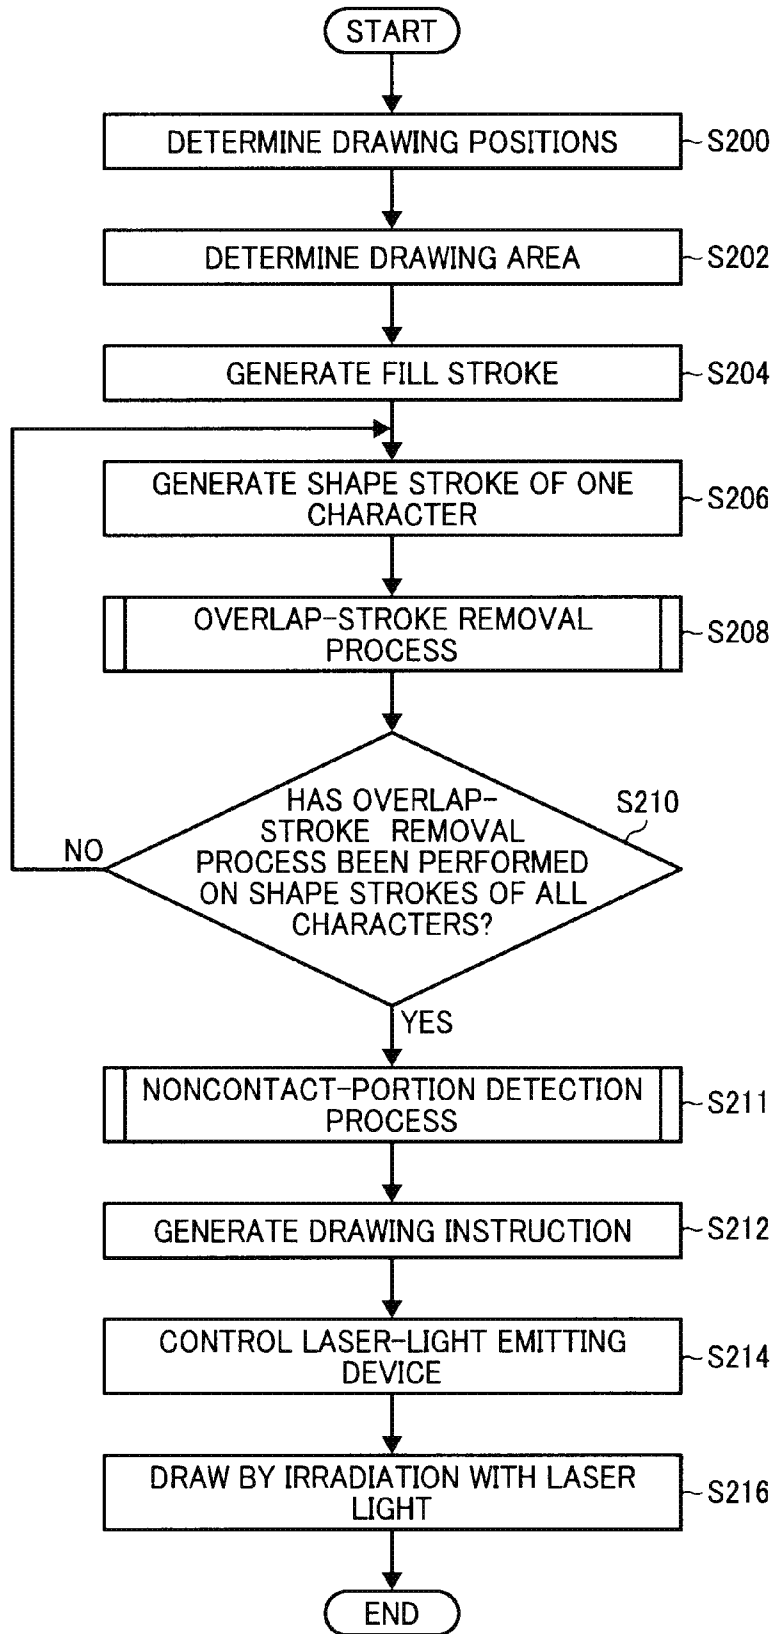 START
DETERMINE DRAWING POSITIONS
S200
DETERMINE DRAWING AREA
S202
GENERATE FILL STROKE
S204
GENERATE SHAPE STROKE OF ONE
CHARACTER
S206
OVERLAP-STROKE REMOVAL
PROCESS
S208
HAS OVERLAP-
STROKE REMOVAL
PROCESS BEEN PERFORMED
ON SHAPE STROKES OF ALL
CHARACTERS?
S210
NO
YES
NONCONTACT-PORTION DETECTION
PROCESS
S211
GENERATE DRAWING INSTRUCTION
S212
CONTROL LASER-LIGHT EMITTING
DEVICE
S214
DRAW BY IRRADIATION WITH LASER
LIGHT
S216
END